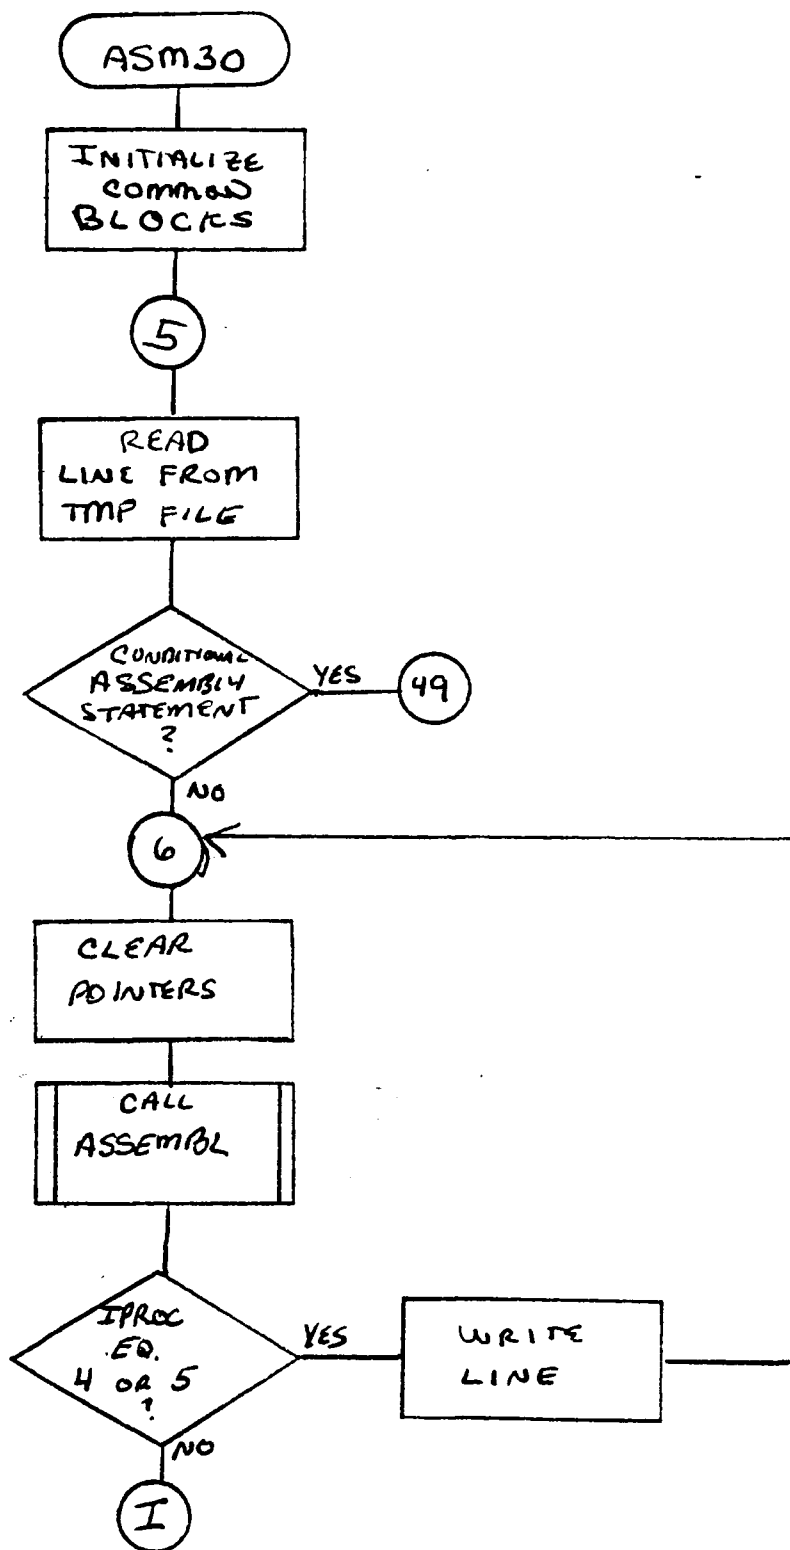 ASM30
INITIALIZE
COMMON
BLOCKS
5
READ
LINE FROM
TMP FILE
CONDITIONAL
ASSEMBLY
STATEMENT
?
YES
49
NO
6
CLEAR
POINTERS
CALL
ASSEMBL
IPROC
.EQ.
4 OR 5
?
YES
WRITE
LINE
NO
I